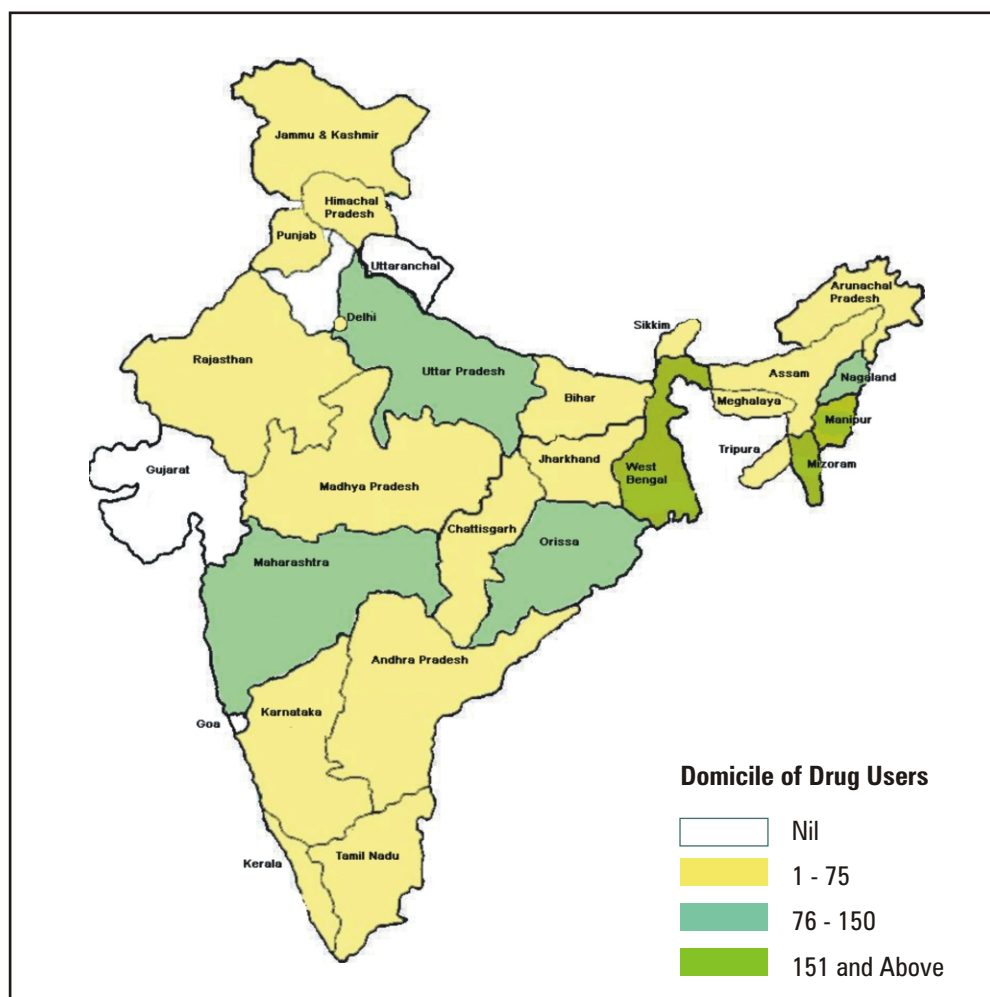 Jammu & Kashmir
Himachal
Pradesh
Punjab
Uttaranchal
Arunachal
Pradesh
Delhi
Sikkim
Rajasthan
Uttar Pradesh
Assam
Nagaland
Bihar
Meghalaya
Manipur
Tripura
Jharkhand
West
Bengal
Mizoram
Gujarat
Madhya Pradesh
Chattisgarh
Orissa
Maharashtra
Andhra Pradesh
Karnataka
Goa
Kerala
Tamil Nadu
Domicile of Drug Users
Nil
1 - 75
76 - 150
151 and Above